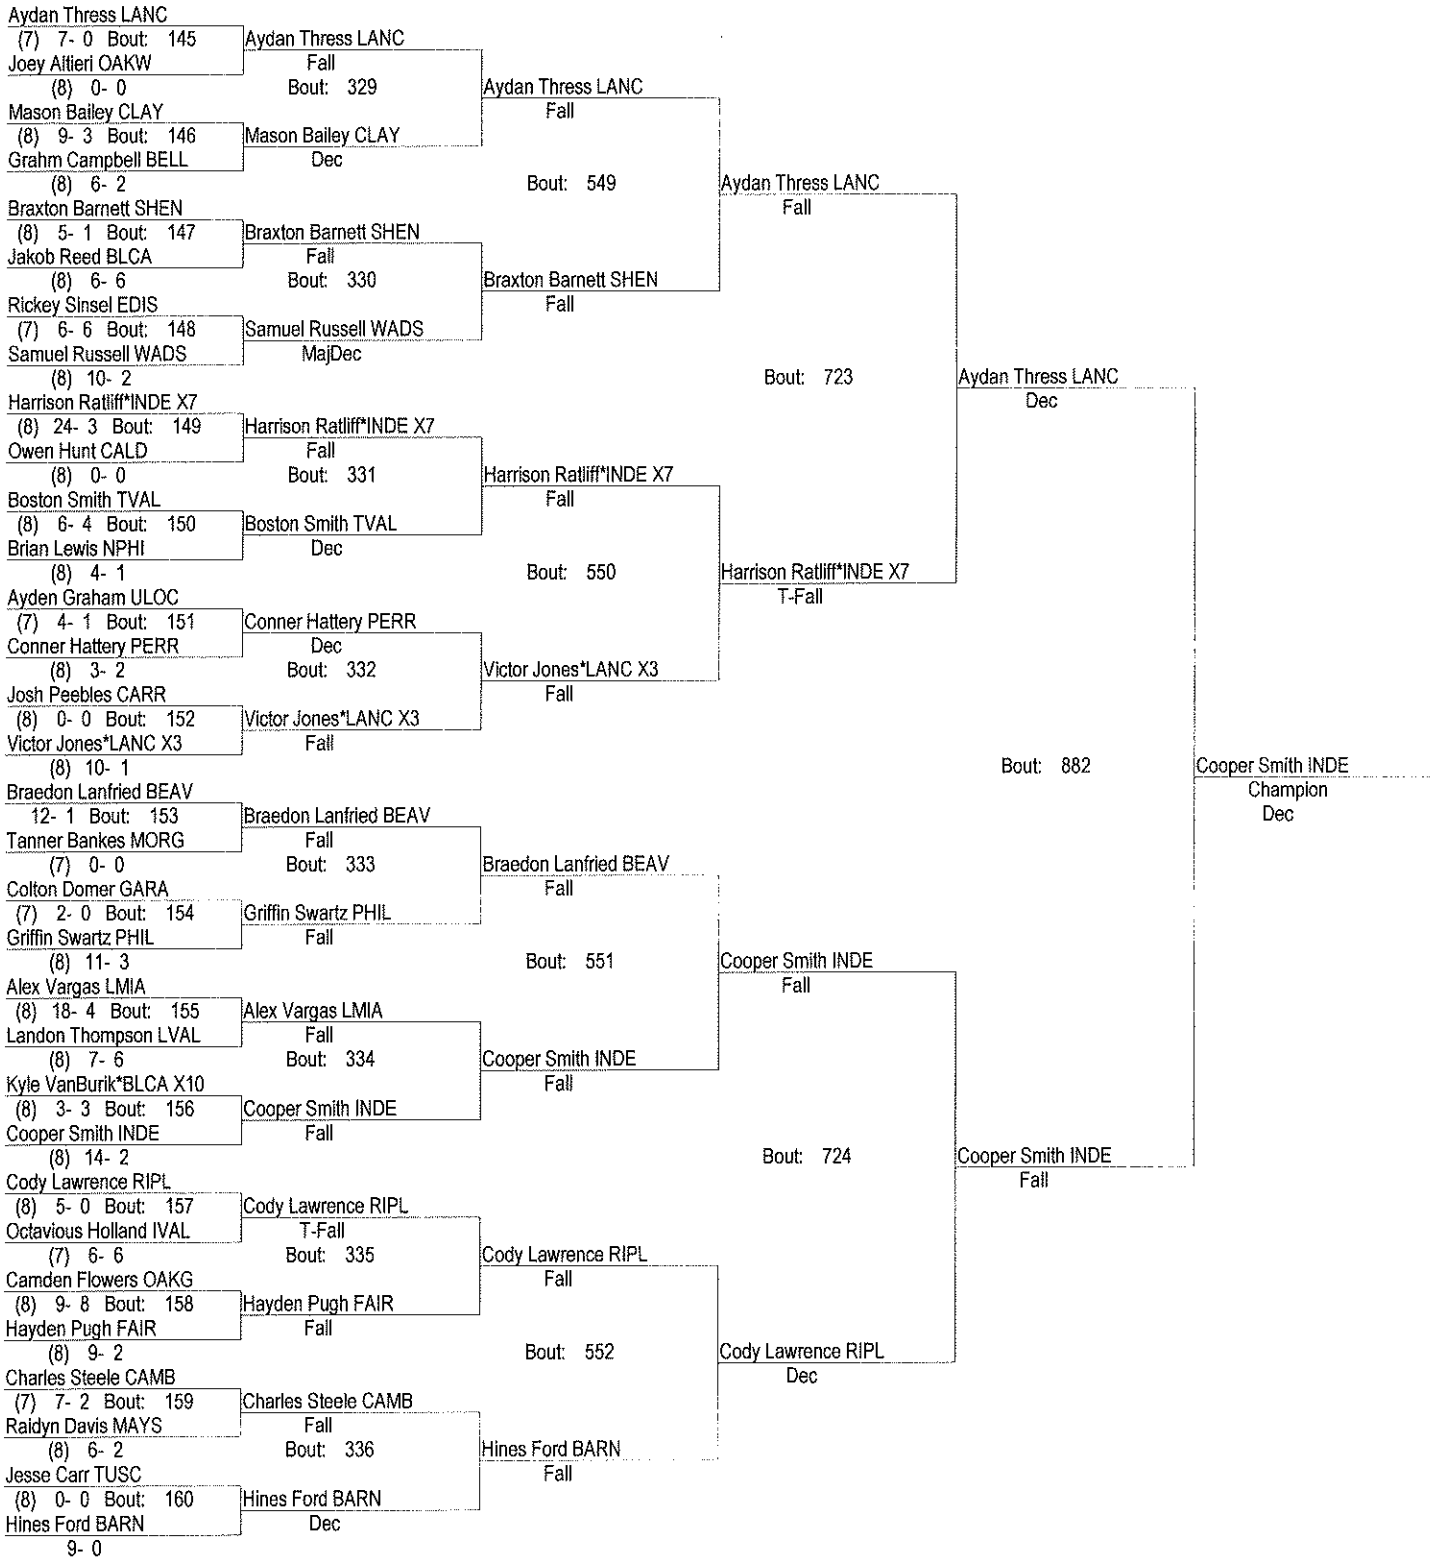 Aydan Thress LANC
(7) 7- 0 Bout: 145
Joey Altieri OAKW
(8) 0- 0
Mason Bailey CLAY
(8) 9- 3 Bout: 146
Grahm Campbell BELL
(8) 6- 2
Braxton Barnett SHEN
(8) 5- 1 Bout: 147
Jakob Reed BLCA
(8) 6- 6
Rickey Sinsel EDIS
(7) 6- 6 Bout: 148
Samuel Russell WADS
(8) 10- 2
Harrison Ratliff*INDE X7
(8) 24- 3 Bout: 149
Owen Hunt CALD
(8) 0- 0
Boston Smith TVAL
(8) 6- 4 Bout: 150
Brian Lewis NPHI
(8) 4- 1
Ayden Graham ULOC
(7) 4- 1 Bout: 151
Conner Hattery PERR
(8) 3- 2
Josh Peebles CARR
(8) 0- 0 Bout: 152
Victor Jones*LANC X3
(8) 10- 1
Braedon Lanfried BEAV
12- 1 Bout: 153
Tanner Bankes MORG
(7) 0- 0
Colton Domer GARA
(7) 2- 0 Bout: 154
Griffin Swartz PHIL
(8) 11- 3
Alex Vargas LMIA
(8) 18- 4 Bout: 155
Landon Thompson LVAL
(8) 7- 6
Kyle VanBurik*BLCA X10
(8) 3- 3 Bout: 156
Cooper Smith INDE
(8) 14- 2
Cody Lawrence RIPL
(8) 5- 0 Bout: 157
Octavious Holland IVAL
(7) 6- 6
Camden Flowers OAKG
(8) 9- 8 Bout: 158
Hayden Pugh FAIR
(8) 9- 2
Charles Steele CAMB
(7) 7- 2 Bout: 159
Raidyn Davis MAYS
(8) 6- 2
Jesse Carr TUSC
(8) 0- 0 Bout: 160
Hines Ford BARN
9- 0
Aydan Thress LANC
Fall
Bout: 329
Mason Bailey CLAY
Dec
Braxton Barnett SHEN
Fall
Bout: 330
Samuel Russell WADS
MajDec
Harrison Ratliff*INDE X7
Fall
Bout: 331
Boston Smith TVAL
Dec
Conner Hattery PERR
Dec
Bout: 332
Victor Jones*LANC X3
Fall
Braedon Lanfried BEAV
Fall
Bout: 333
Griffin Swartz PHIL
Fall
Alex Vargas LMIA
Fall
Bout: 334
Cooper Smith INDE
Fall
Cody Lawrence RIPL
T-Fall
Bout: 335
Hayden Pugh FAIR
Fall
Charles Steele CAMB
Fall
Bout: 336
Hines Ford BARN
Dec
Aydan Thress LANC
Fall
Bout: 549
Braxton Barnett SHEN
Fall
Harrison Ratliff*INDE X7
Fall
Bout: 550
Victor Jones*LANC X3
Fall
Braedon Lanfried BEAV
Fall
Bout: 551
Cooper Smith INDE
Fall
Cody Lawrence RIPL
Fall
Bout: 552
Hines Ford BARN
Fall
Aydan Thress LANC
Fall
Bout: 723
Harrison Ratliff*INDE X7
T-Fall
Cooper Smith INDE
Fall
Bout: 724
Cody Lawrence RIPL
Dec
Aydan Thress LANC
Dec
Bout: 882
Cooper Smith INDE
Fall
Cooper Smith INDE
Champion
Dec